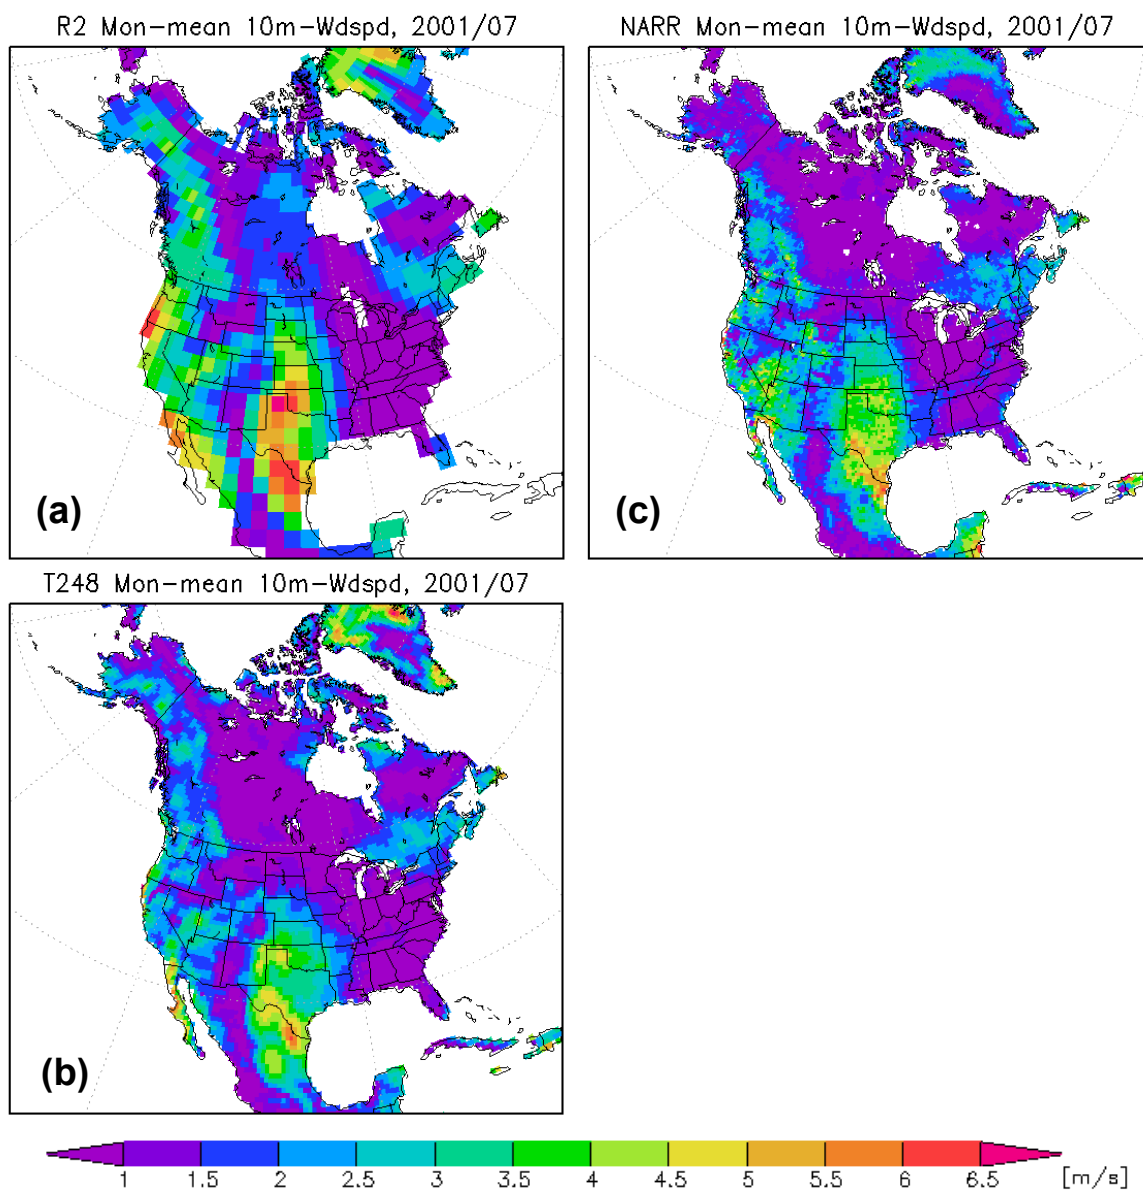 R2 Mon-mean 10m-Wdspd, 2001/07
NARR Mon-mean 10m-Wdspd, 2001/07
(a)
(c)
T248 Mon-mean 10m-Wdspd, 2001/07
(b)
1 1.5 2 2.5 3 3.5 4 4.5 5 5.5 6 6.5 [m/s]